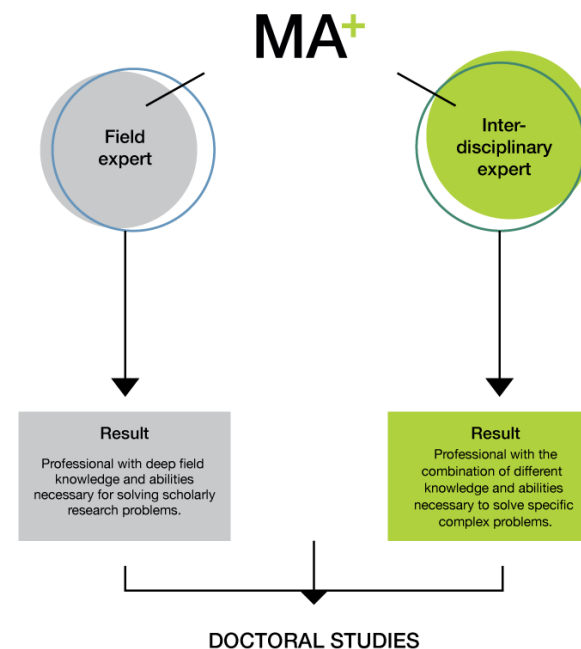 MA+
Field
expert
Inter-
disciplinary
expert
Result
Professional with deep field
knowledge and abilities
necessary for solving scholarly
research problems.
Result
Professional with the
combination of different
knowledge and abilities
necessary to solve specific
complex problems.
DOCTORAL STUDIES